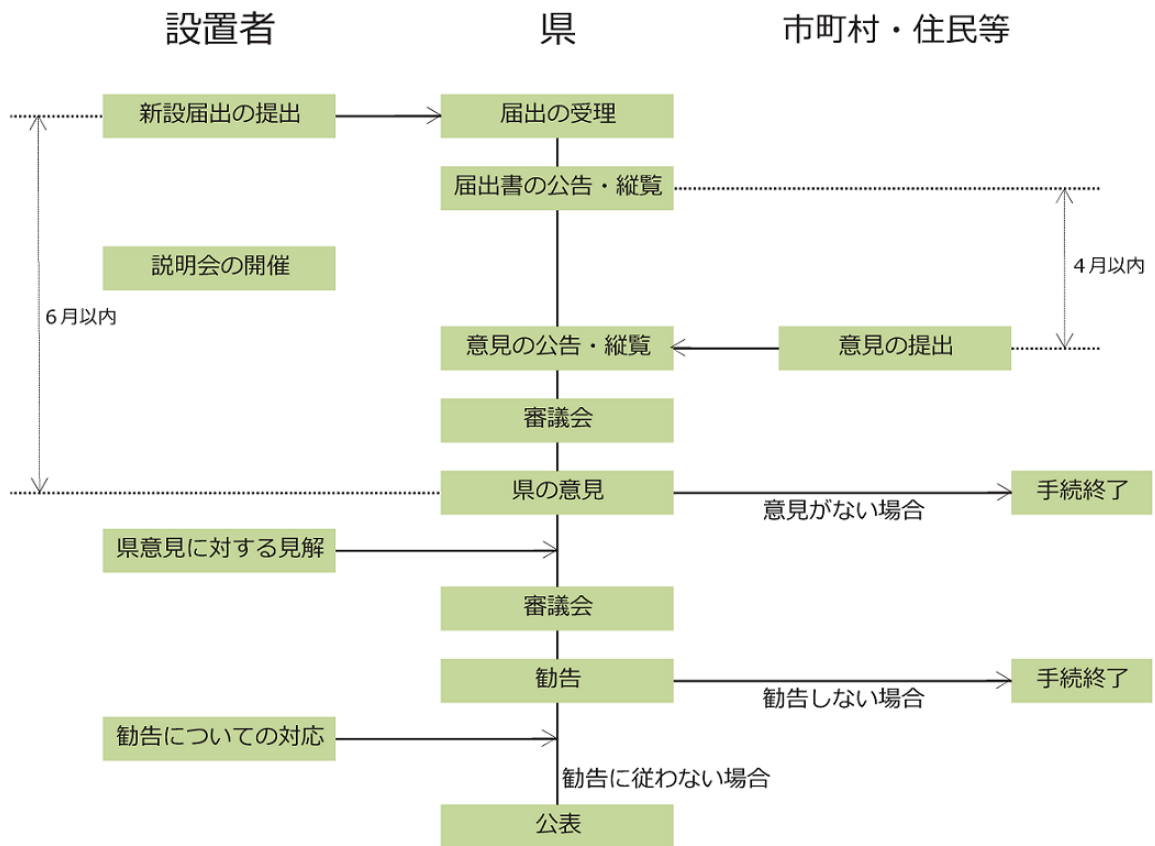 設置者
県
市町村・住民等
新設届出の提出
届出の受理
届出書の公告・縦覧
説明会の開催
４月以内
６月以内
意見の公告・縦覧
意見の提出
審議会
県の意見
手続終了
意見がない場合
県意見に対する見解
審議会
勧告
手続終了
勧告しない場合
勧告についての対応
勧告に従わない場合
公表